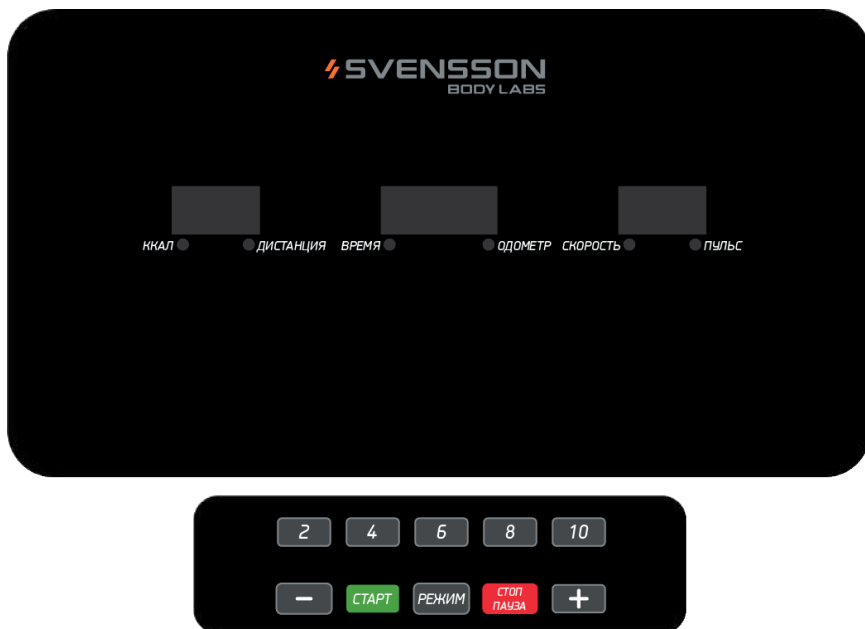 SVENSSON
BODY LABS
ККАЛ ДИСТАНЦИЯ ВРЕМЯ ОДОМЕТР СКОРОСТЬ ПУЛЬС
2 4 6 8 10
− СТАРТ РЕЖИМ СТОП ПАУЗА +